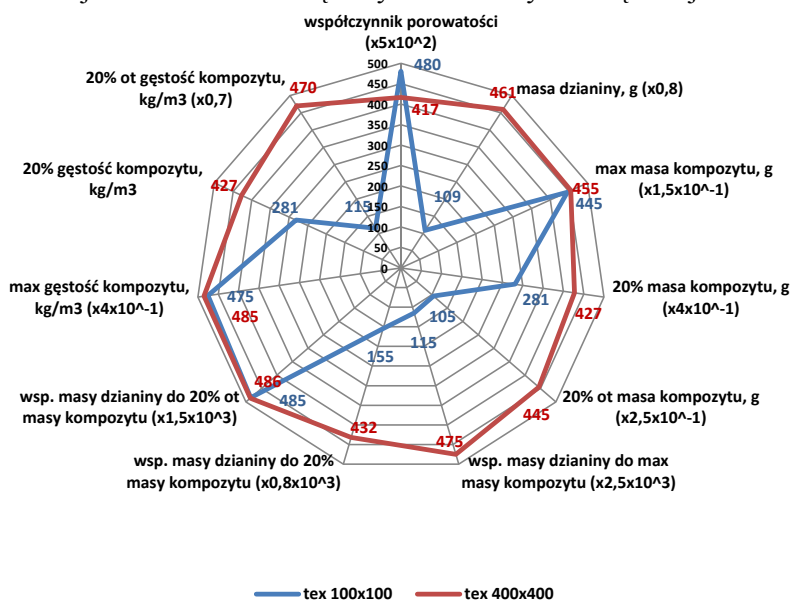 współczynnik porowatości
(x5x10^2)
480
417
500
450
400
350
300
250
200
150
100
50
0
masa dzianiny, g (x0,8)
461
109
max masa kompozytu, g
(x1,5x10^-1)
455
445
20% masa kompozytu, g
(x4x10^-1)
281
427
20% ot masa kompozytu, g
(x2,5x10^-1)
105
445
wsp. masy dzianiny do max
masy kompozytu (x2,5x10^3)
115
475
wsp. masy dzianiny do 20%
masy kompozytu (x0,8x10^3)
155
432
wsp. masy dzianiny do 20% ot
masy kompozytu (x1,5x10^3)
486
485
max gęstość kompozytu,
kg/m3 (x4x10^-1)
475
485
20% gęstość kompozytu,
kg/m3
427
281
20% ot gęstość kompozytu,
kg/m3 (x0,7)
470
115
tex 100x100
tex 400x400